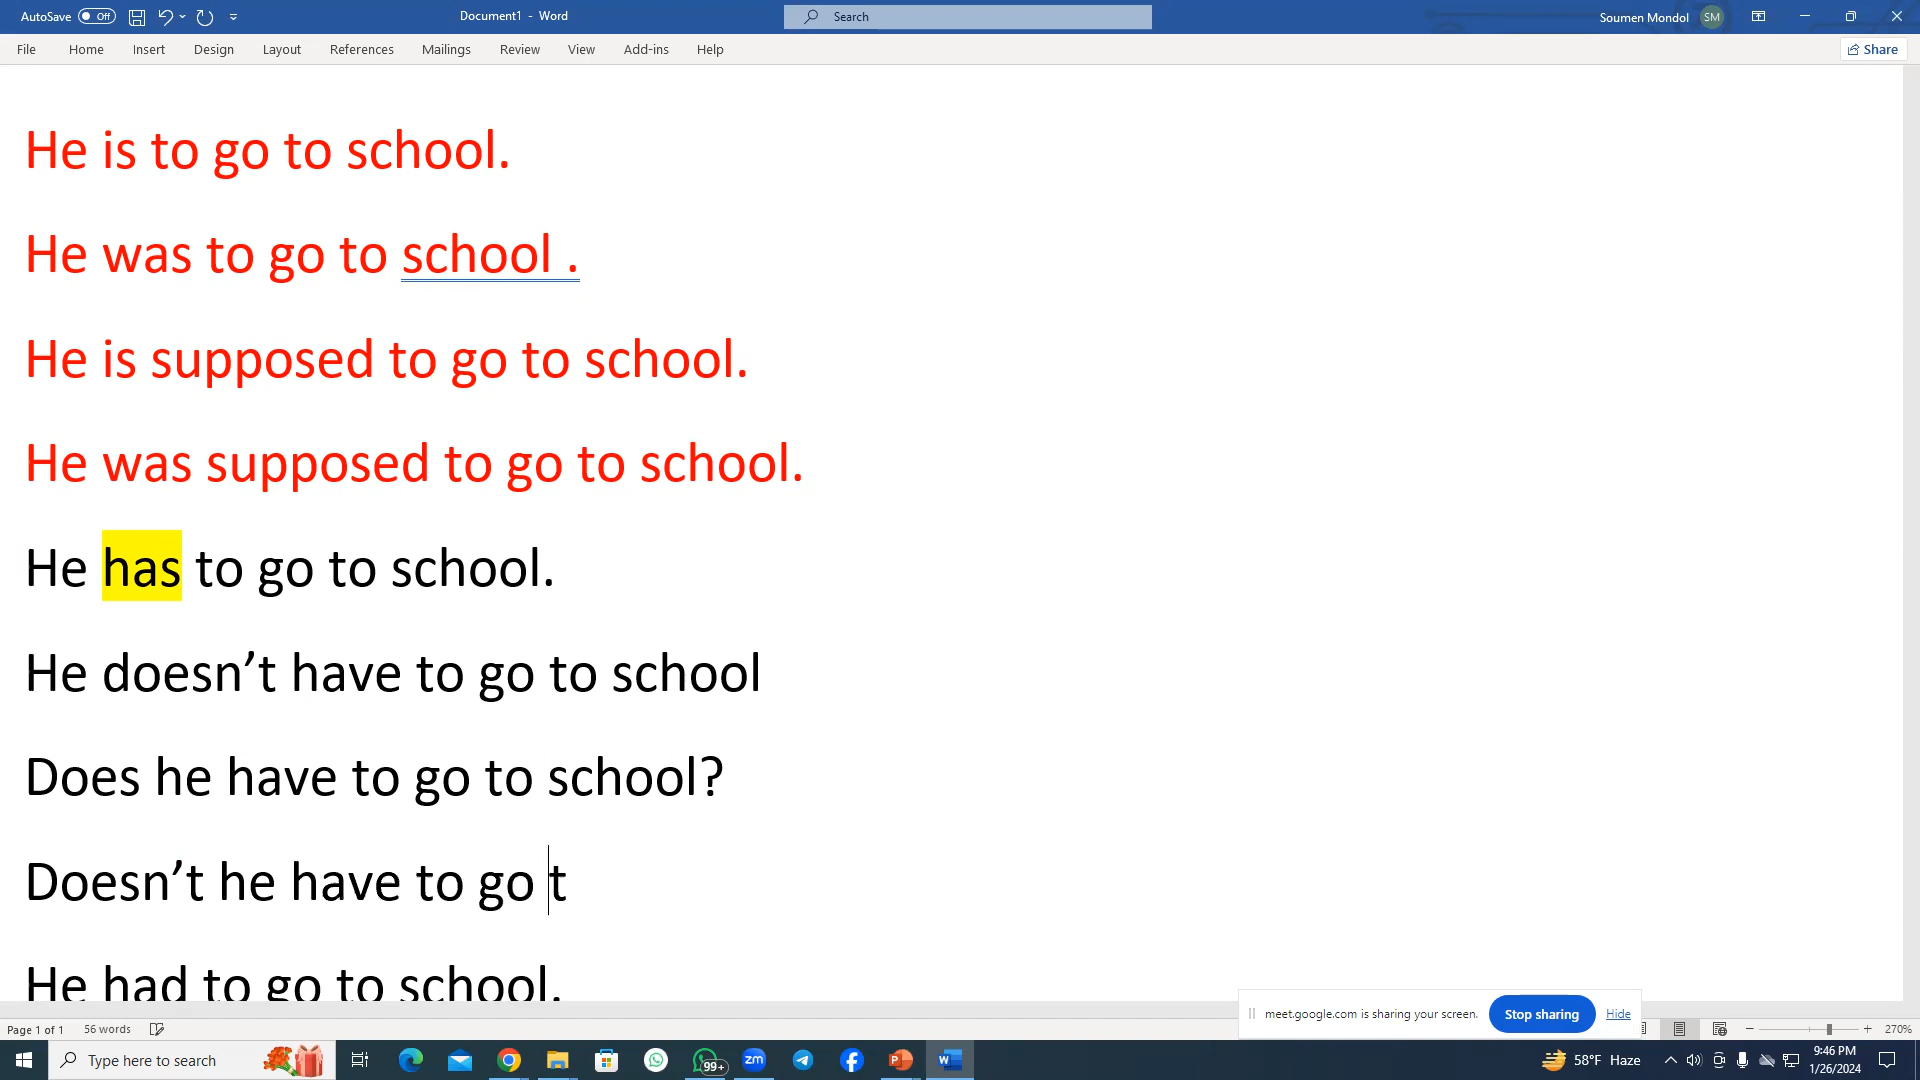 AutoSave Off Document1 - Word Search Soumen Mondol SM
File Home Insert Design Layout References Mailings Review View Add-ins Help Share
He is to go to school.
He was to go to school .
He is supposed to go to school.
He was supposed to go to school.
He has to go to school.
He doesn’t have to go to school
Does he have to go to school?
Doesn’t he have to go t
He had to go to school.
meet.google.com is sharing your screen. Stop sharing Hide
Page 1 of 1 56 words 270%
Type here to search 99+ zm P W 58°F Haze 9:46 PM
1/26/2024